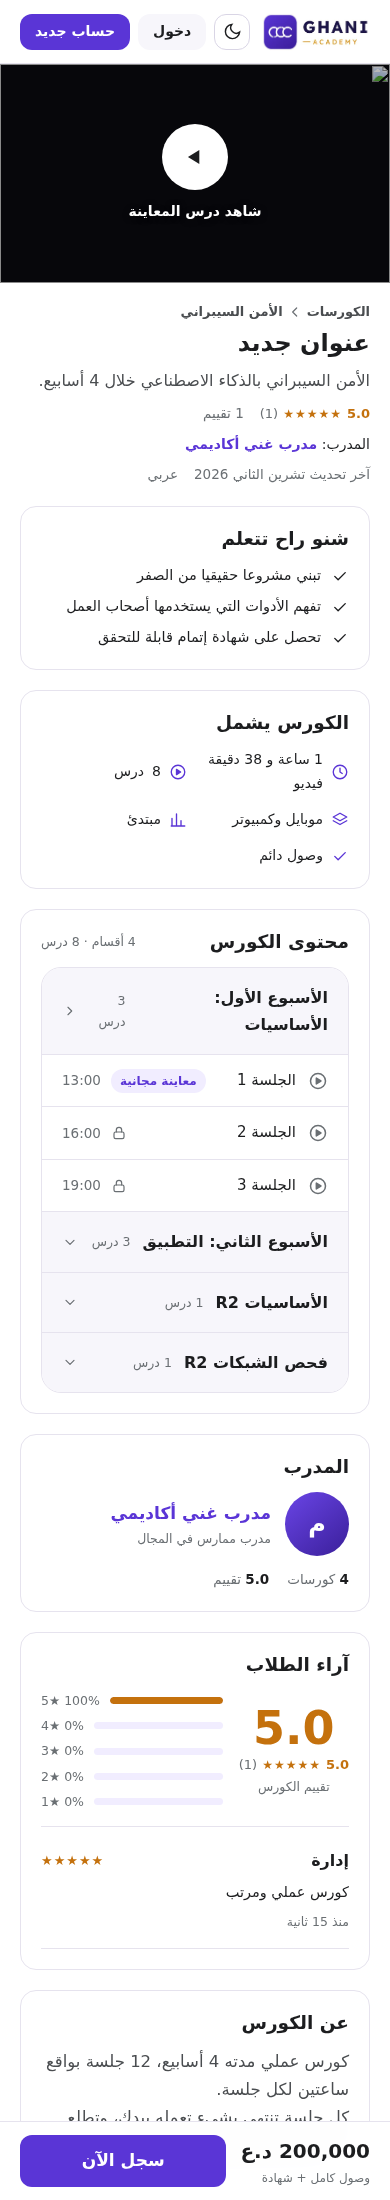 GHANI
ACADEMY
دخول
حساب جديد
شاهد درس المعاينة
الكورسات
الأمن السيبراني
عنوان جديد
الأمن السيبراني بالذكاء الاصطناعي خلال 4 أسابيع.
5.0 ★★★★★ (1) 1 تقييم
المدرب: مدرب غني أكاديمي
آخر تحديث تشرين الثاني 2026 عربي
شنو راح تتعلم
تبني مشروعا حقيقيا من الصفر
تفهم الأدوات التي يستخدمها أصحاب العمل
تحصل على شهادة إتمام قابلة للتحقق
الكورس يشمل
1 ساعة و 38 دقيقة
فيديو
8 درس
موبايل وكمبيوتر
مبتدئ
وصول دائم
محتوى الكورس
4 أقسام · 8 درس
الأسبوع الأول:
الأساسيات
3
درس
الجلسة 1 معاينة مجانية 13:00
الجلسة 2 16:00
الجلسة 3 19:00
الأسبوع الثاني: التطبيق 3 درس
الأساسيات R2 1 درس
فحص الشبكات R2 1 درس
المدرب
م
مدرب غني أكاديمي
مدرب ممارس في المجال
4 كورسات 5.0 تقييم
آراء الطلاب
5.0
5.0 ★★★★★ (1)
تقييم الكورس
5★ 100%
4★ 0%
3★ 0%
2★ 0%
1★ 0%
إدارة ★★★★★
كورس عملي ومرتب
منذ 15 ثانية
عن الكورس
كورس عملي مدته 4 أسابيع، 12 جلسة بواقع
ساعتين لكل جلسة.
كل جلسة تنتهي بشيء تعمله بيدك، وتطلع
200,000 د.ع
وصول كامل + شهادة
سجل الآن